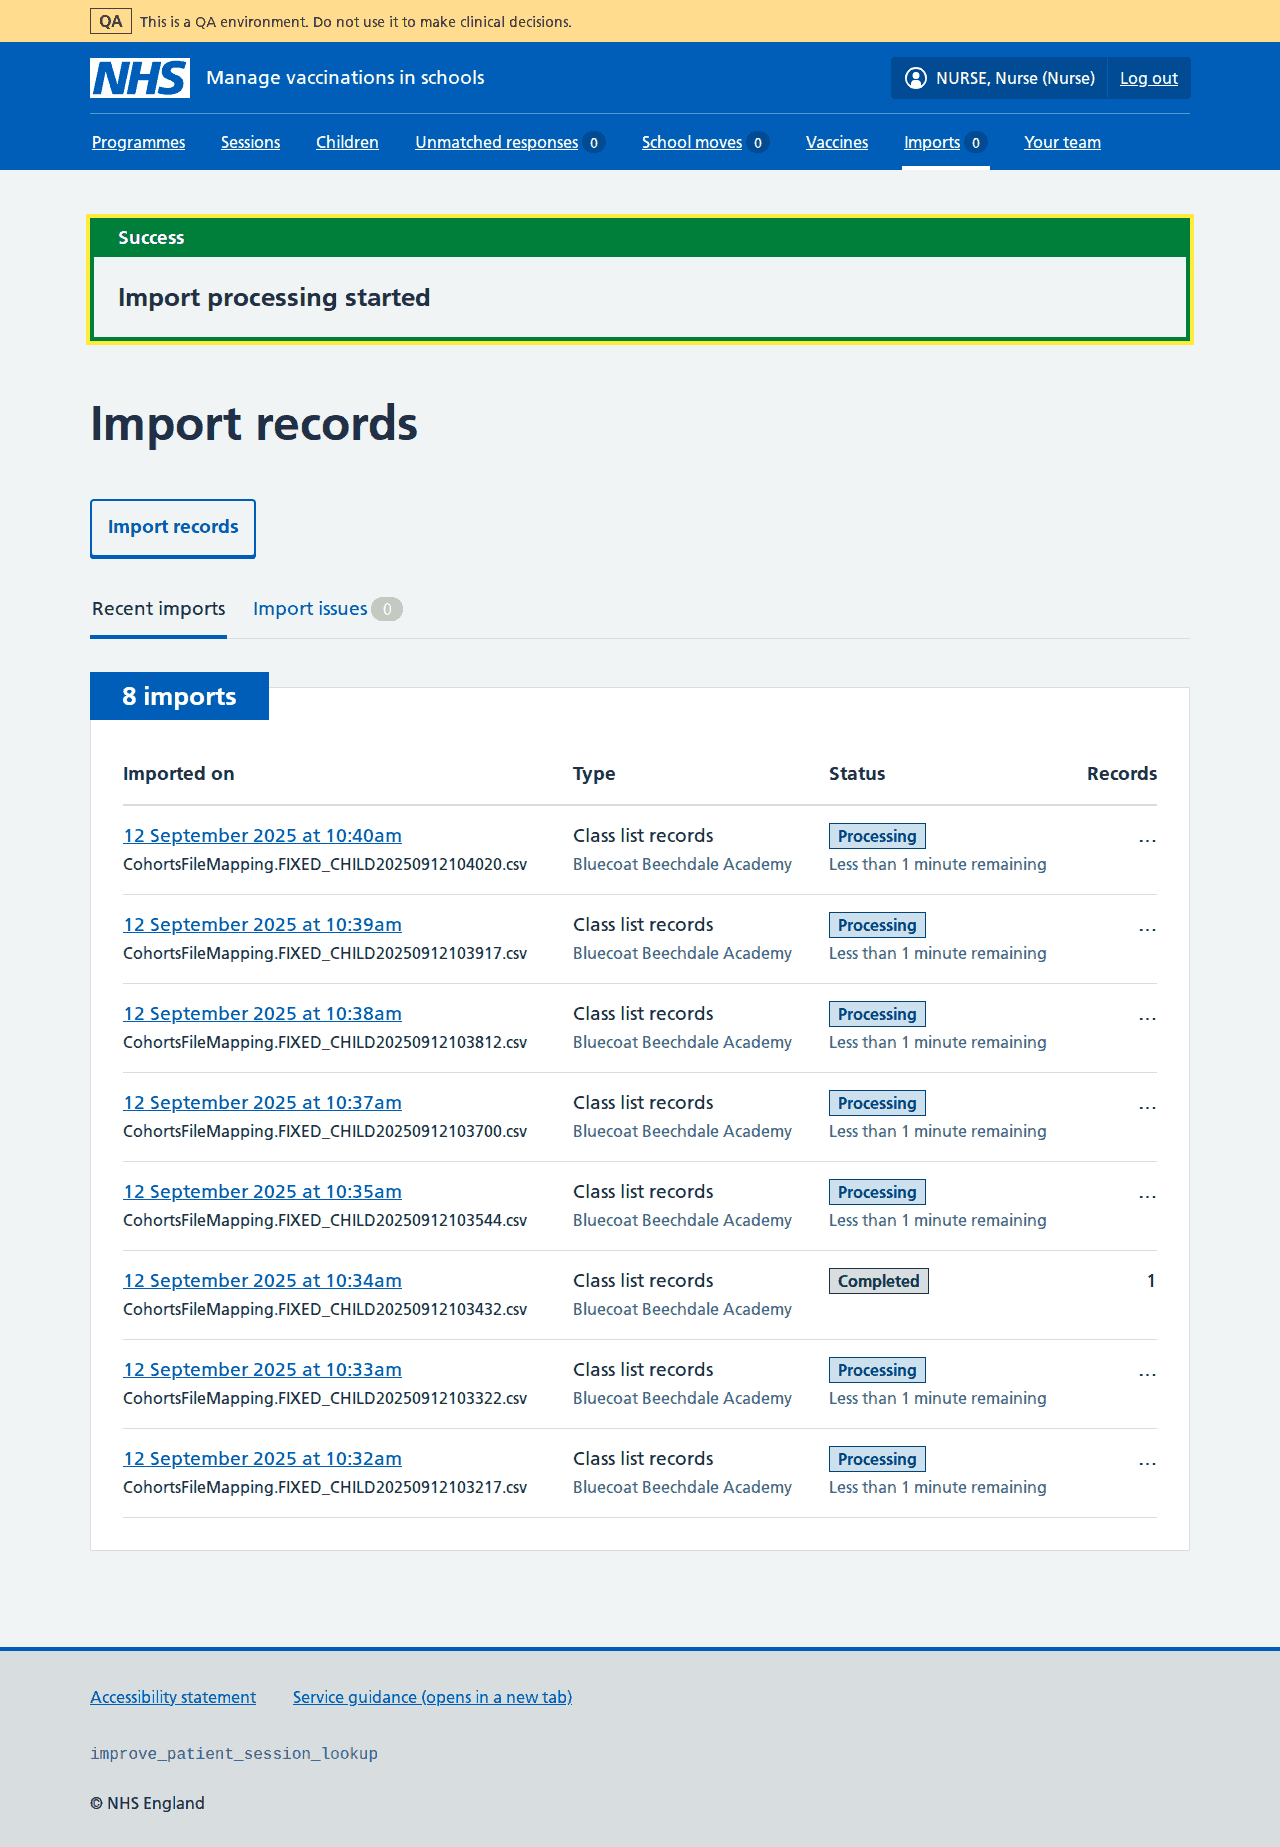 QA This is a QA environment. Do not use it to make clinical decisions.
NHS Manage vaccinations in schools NURSE, Nurse (Nurse) Log out
Programmes Sessions Children Unmatched responses 0 School moves 0 Vaccines Imports 0 Your team
Success
Import processing started
Import records
Import records
Recent imports Import issues 0
8 imports
Imported on Type Status Records
12 September 2025 at 10:40am Class list records Processing ...
CohortsFileMapping.FIXED_CHILD20250912104020.csv Bluecoat Beechdale Academy Less than 1 minute remaining
12 September 2025 at 10:39am Class list records Processing ...
CohortsFileMapping.FIXED_CHILD20250912103917.csv Bluecoat Beechdale Academy Less than 1 minute remaining
12 September 2025 at 10:38am Class list records Processing ...
CohortsFileMapping.FIXED_CHILD20250912103812.csv Bluecoat Beechdale Academy Less than 1 minute remaining
12 September 2025 at 10:37am Class list records Processing ...
CohortsFileMapping.FIXED_CHILD20250912103700.csv Bluecoat Beechdale Academy Less than 1 minute remaining
12 September 2025 at 10:35am Class list records Processing ...
CohortsFileMapping.FIXED_CHILD20250912103544.csv Bluecoat Beechdale Academy Less than 1 minute remaining
12 September 2025 at 10:34am Class list records Completed 1
CohortsFileMapping.FIXED_CHILD20250912103432.csv Bluecoat Beechdale Academy
12 September 2025 at 10:33am Class list records Processing ...
CohortsFileMapping.FIXED_CHILD20250912103322.csv Bluecoat Beechdale Academy Less than 1 minute remaining
12 September 2025 at 10:32am Class list records Processing ...
CohortsFileMapping.FIXED_CHILD20250912103217.csv Bluecoat Beechdale Academy Less than 1 minute remaining
Accessibility statement Service guidance (opens in a new tab)
improve_patient_session_lookup
© NHS England